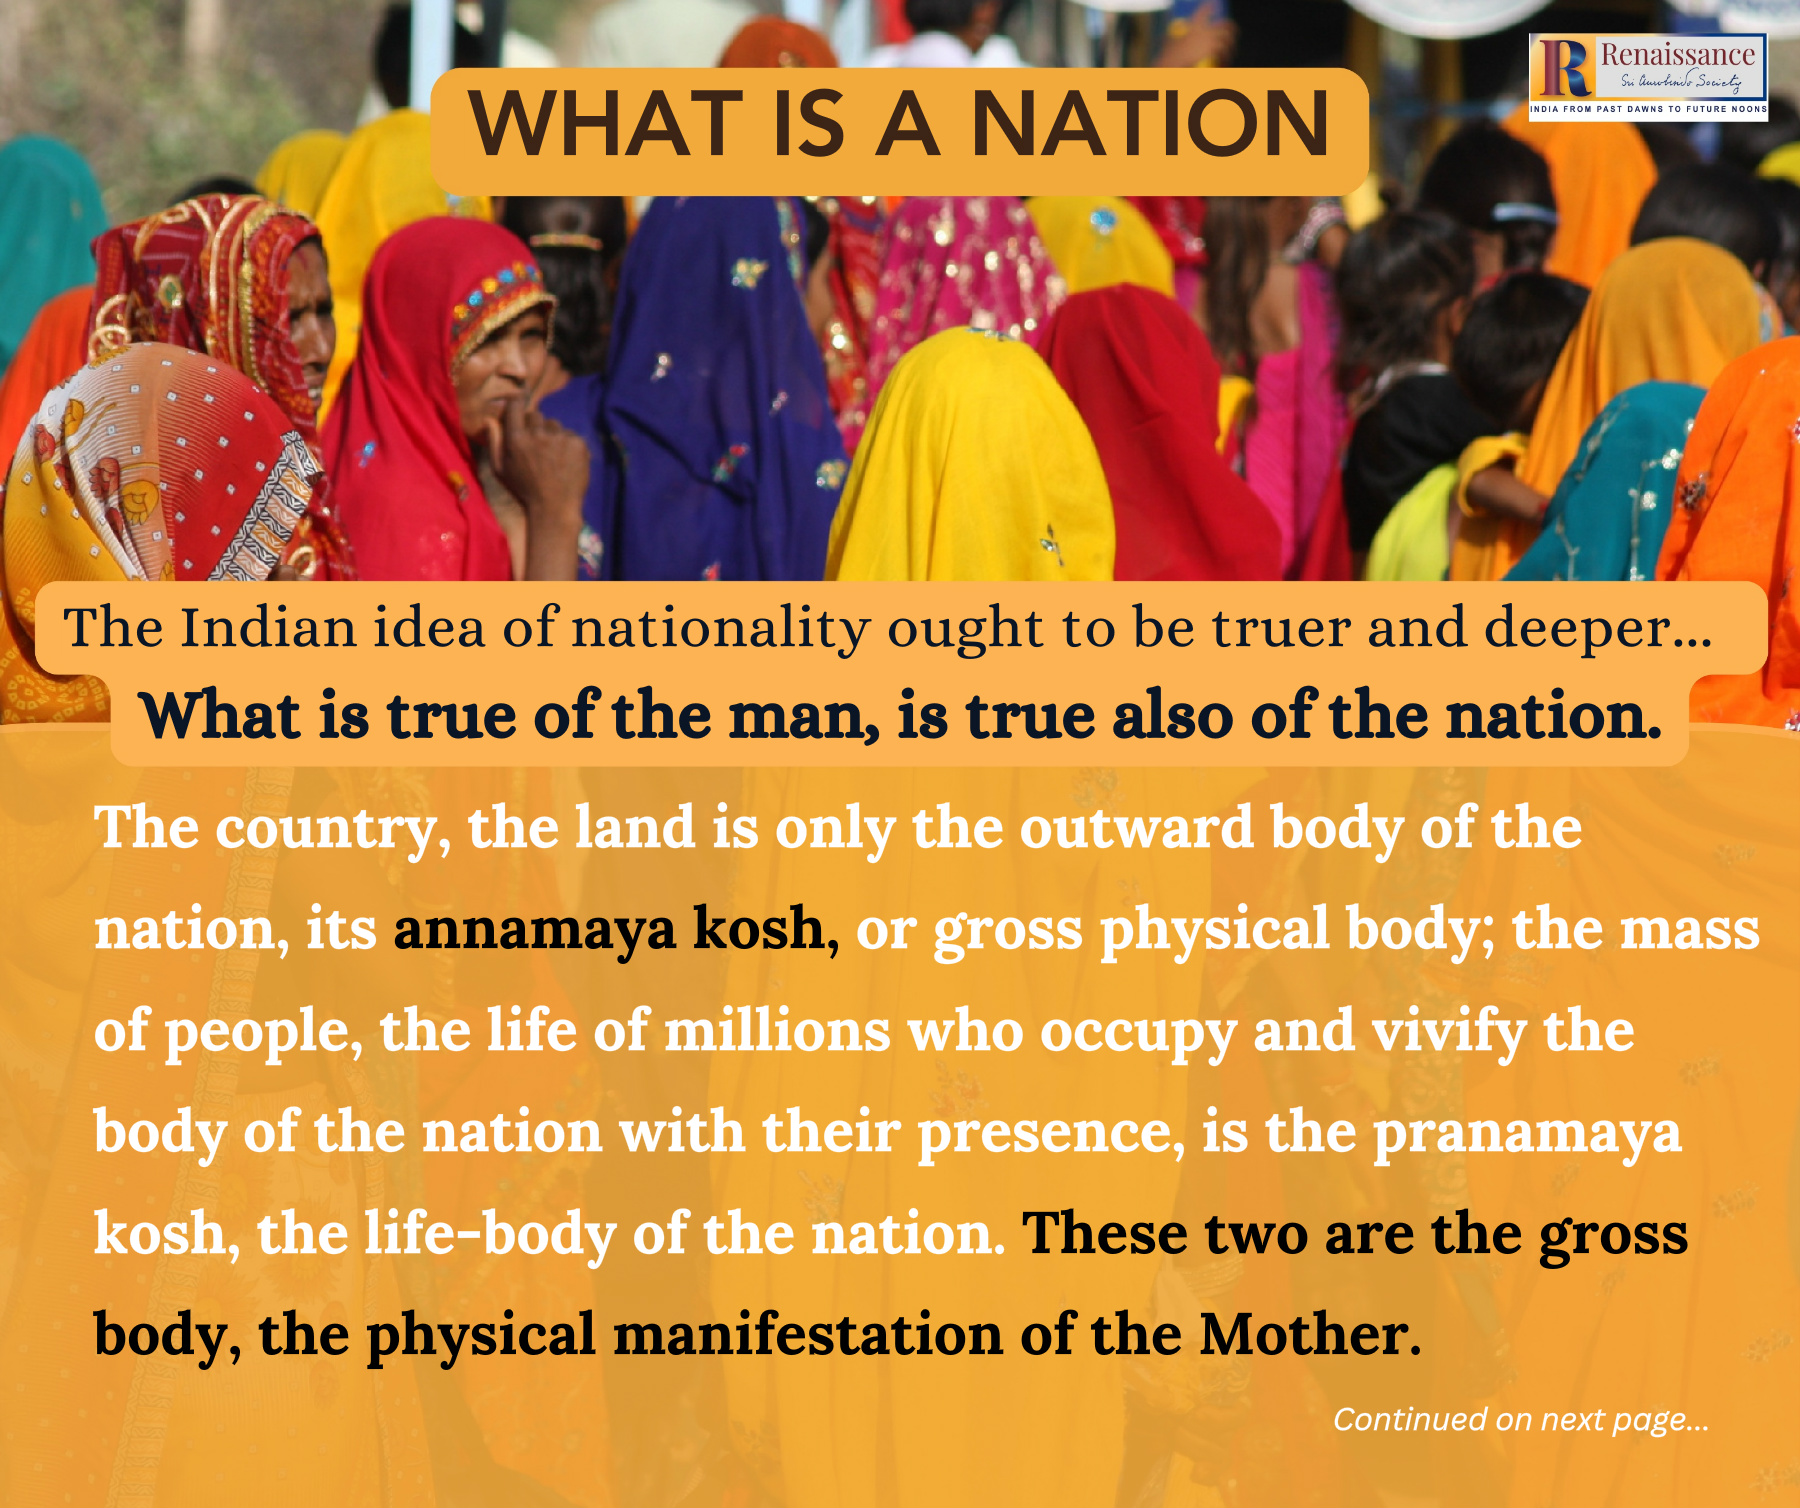 WHAT IS A NATION
R Renaissance
Sri Aurobindo Society
INDIA FROM PAST DAWNS TO FUTURE NOONS
The Indian idea of nationality ought to be truer and deeper...
What is true of the man, is true also of the nation.
The country, the land is only the outward body of the
nation, its annamaya kosh, or gross physical body; the mass
of people, the life of millions who occupy and vivify the
body of the nation with their presence, is the pranamaya
kosh, the life-body of the nation. These two are the gross
body, the physical manifestation of the Mother.
Continued on next page...